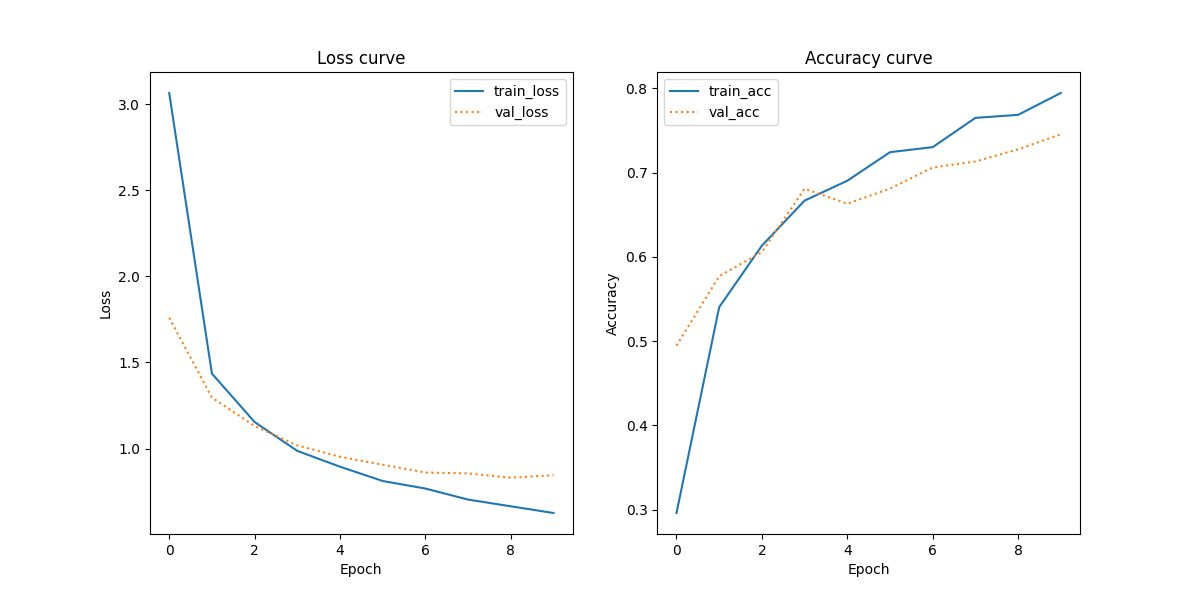 Loss curve
train_loss
val_loss
3.0
2.5
2.0
1.5
1.0
Loss
0 2 4 6 8
Epoch
Accuracy curve
train_acc
val_acc
0.8
0.7
0.6
0.5
0.4
0.3
Accuracy
0 2 4 6 8
Epoch